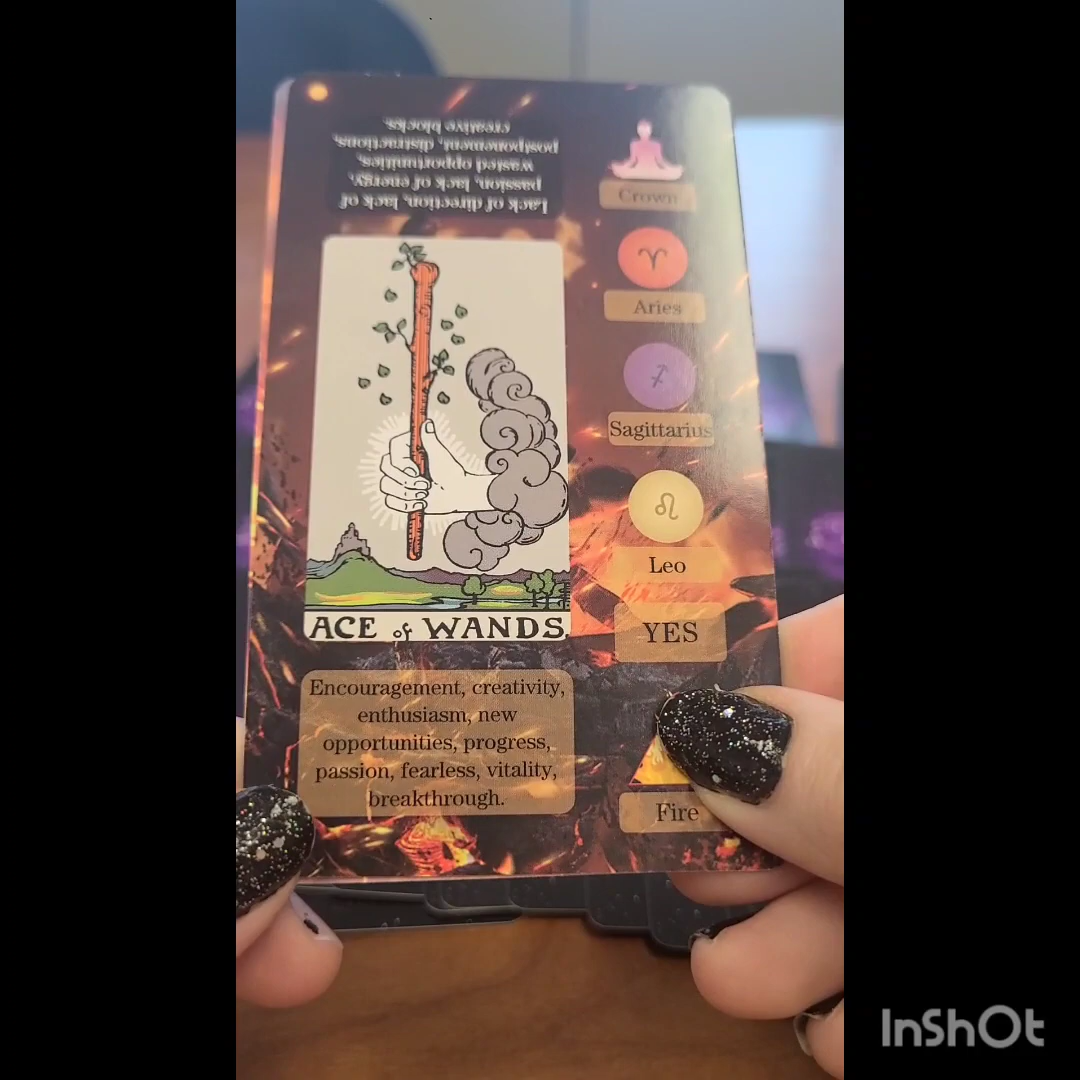 Lack of direction, lack of
passion, lack of energy,
wasted opportunities,
postponement, distractions,
creative blocks.
Crown
Aries
Sagittarius
Leo
YES
ACE of WANDS.
Encouragement, creativity,
enthusiasm, new
opportunities, progress,
passion, fearless, vitality,
breakthrough.
Fire
InShOt